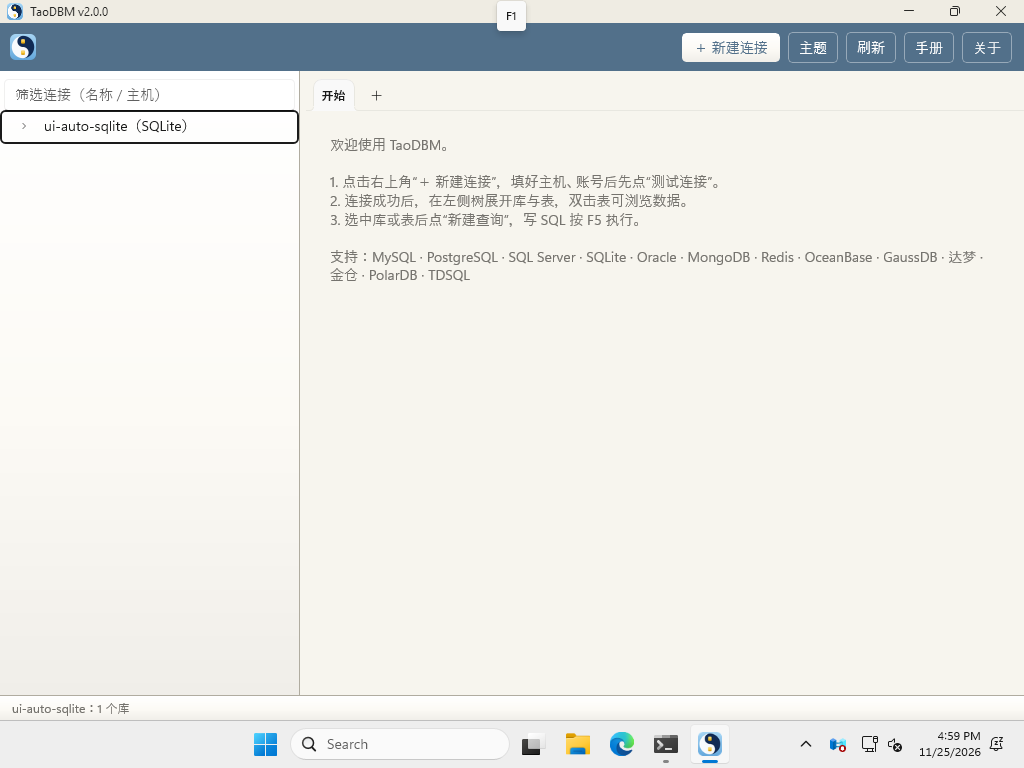 TaoDBM v2.0.0
F1
＋ 新建连接
主题
刷新
手册
关于
筛选连接（名称 / 主机）
ui-auto-sqlite（SQLite）
开始
＋
欢迎使用 TaoDBM。
1. 点击右上角“＋ 新建连接”，填好主机、账号后先点“测试连接”。
2. 连接成功后，在左侧树展开库与表，双击表可浏览数据。
3. 选中库或表后点“新建查询”，写 SQL 按 F5 执行。
支持：MySQL · PostgreSQL · SQL Server · SQLite · Oracle · MongoDB · Redis · OceanBase · GaussDB · 达梦 ·
金仓 · PolarDB · TDSQL
ui-auto-sqlite：1 个库
Search
4:59 PM
11/25/2026